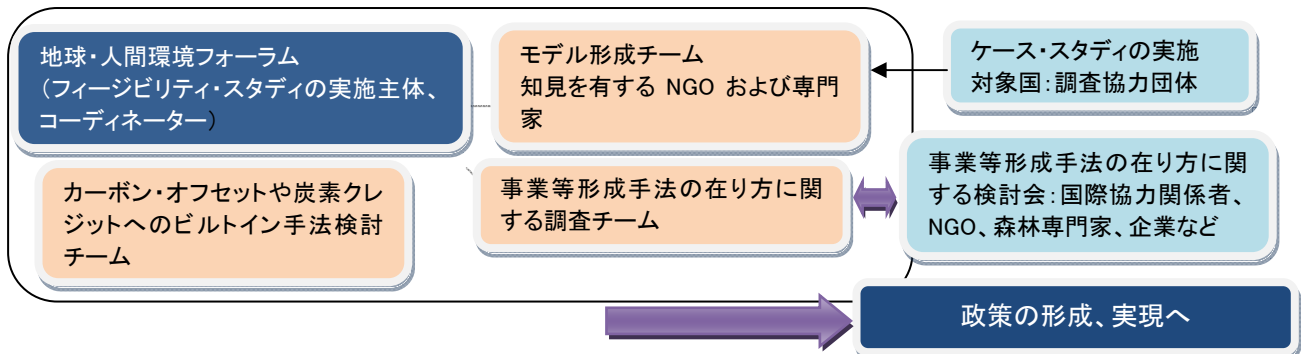 地球・人間環境フォーラム
(フィージビリティ・スタディの実施主体、
コーディネーター)
モデル形成チーム
知見を有する NGO および専門
家
ケース・スタディの実施
対象国:調査協力団体
カーボン・オフセットや炭素クレ
ジットへのビルトイン手法検討
チーム
事業等形成手法の在り方に関
する調査チーム
事業等形成手法の在り方に関
する検討会:国際協力関係者、
NGO、森林専門家、企業など
政策の形成、実現へ